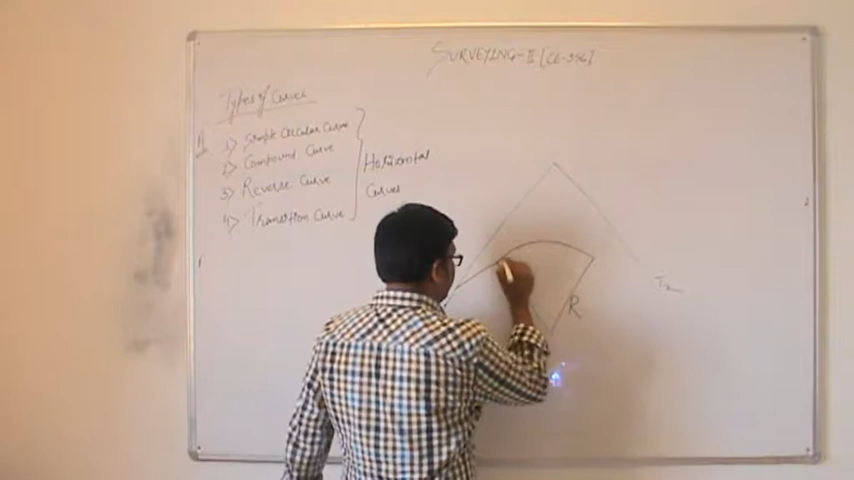 SURVEYING-II [CE-356]
Types of Curves
1) Simple Circular Curve
2) Compound Curve
3) Reverse Curve
4) Transition Curve
Horizontal
Curves
R